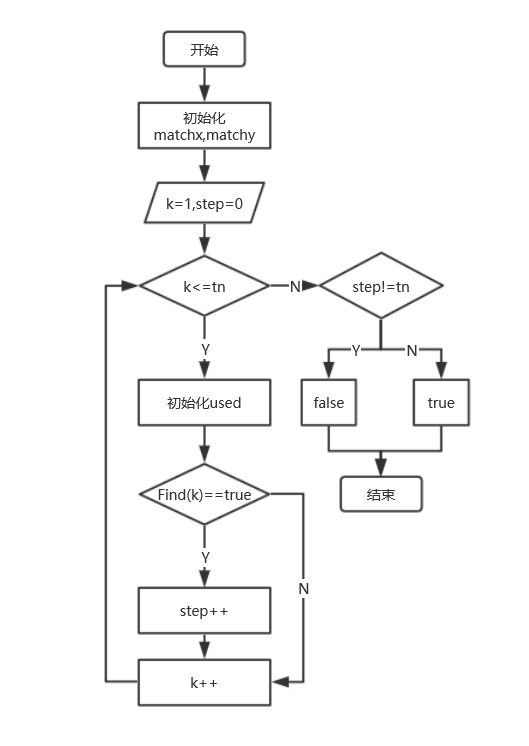 开始
初始化
matchx,matchy
k=1,step=0
k<=tn
N
step!=tn
Y
Y
N
初始化used
false
true
Find(k)==true
结束
Y
N
step++
k++